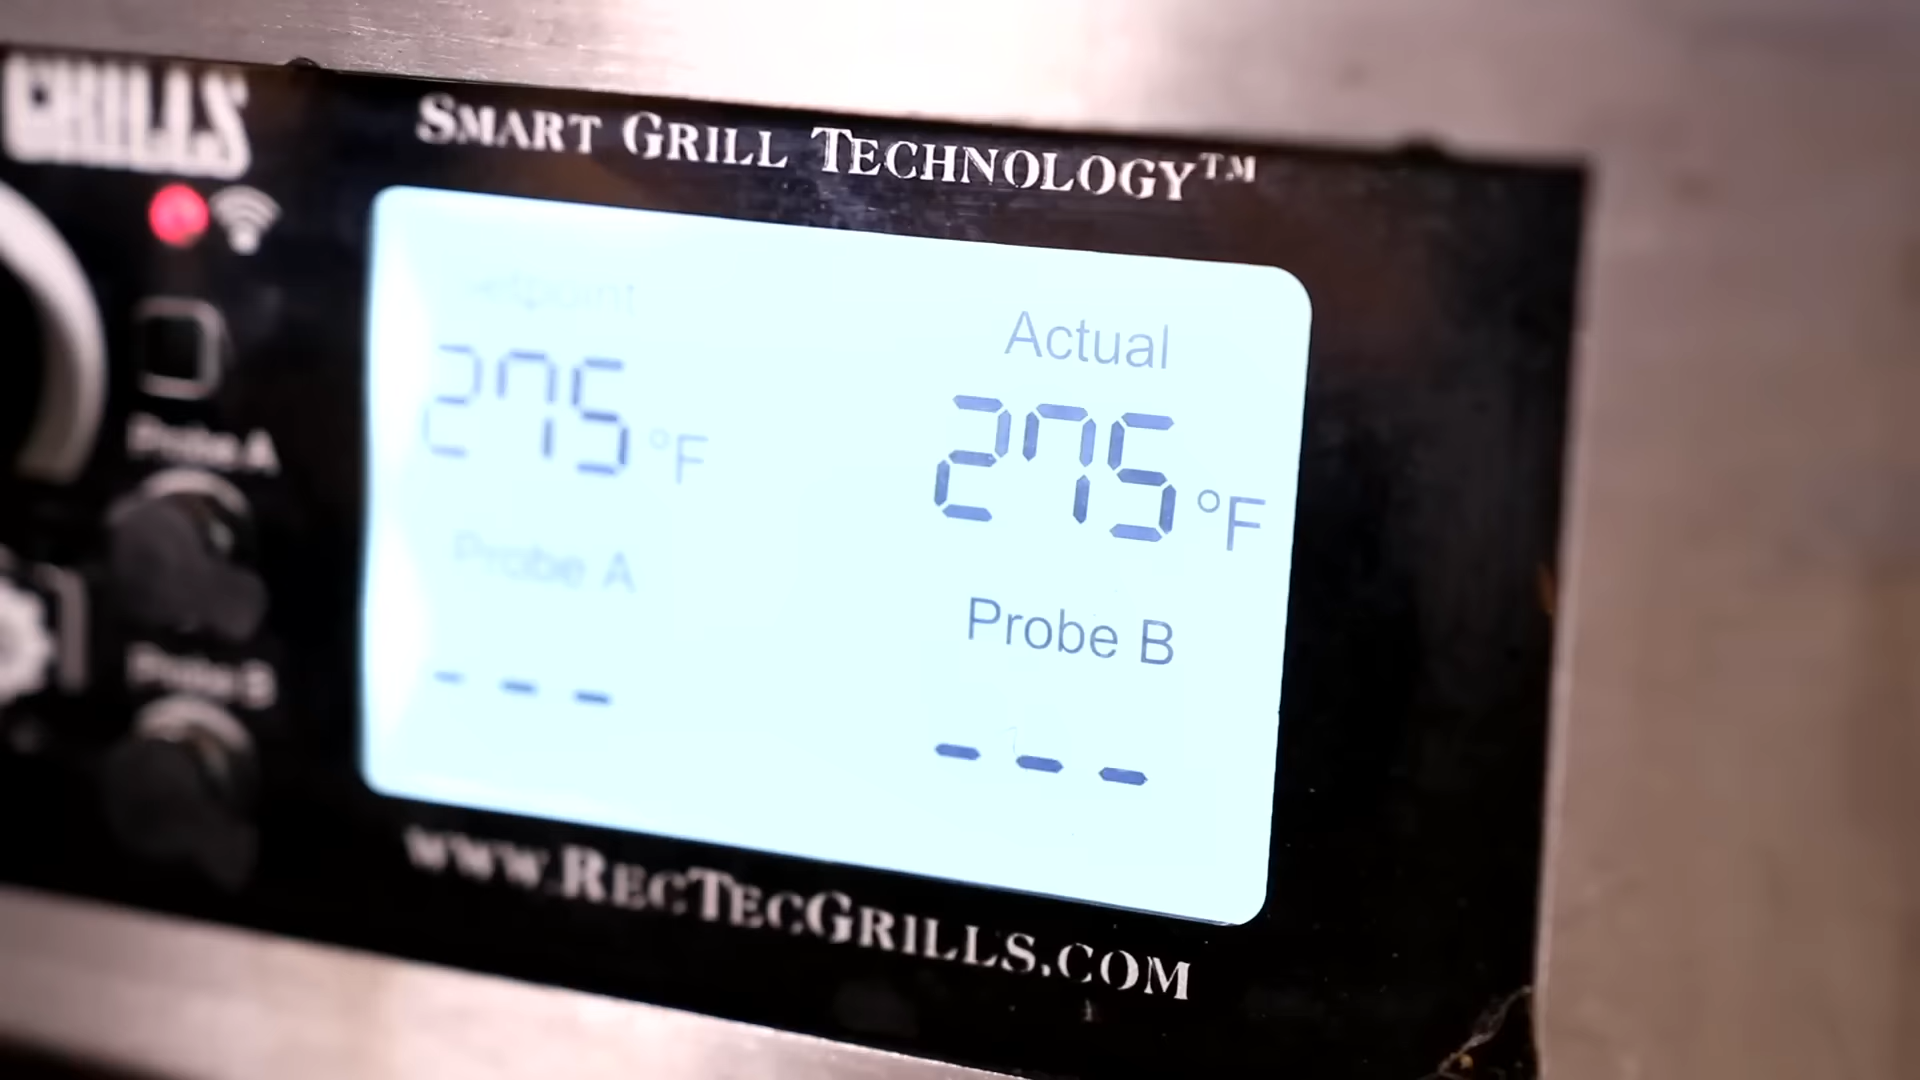 GRILLS
SMART GRILL TECHNOLOGY™
Setpoint
Actual
275 °F
275 °F
Probe A
Probe B
Probe A
Probe B
- - -
- - -
www.RECTECGRILLS.COM